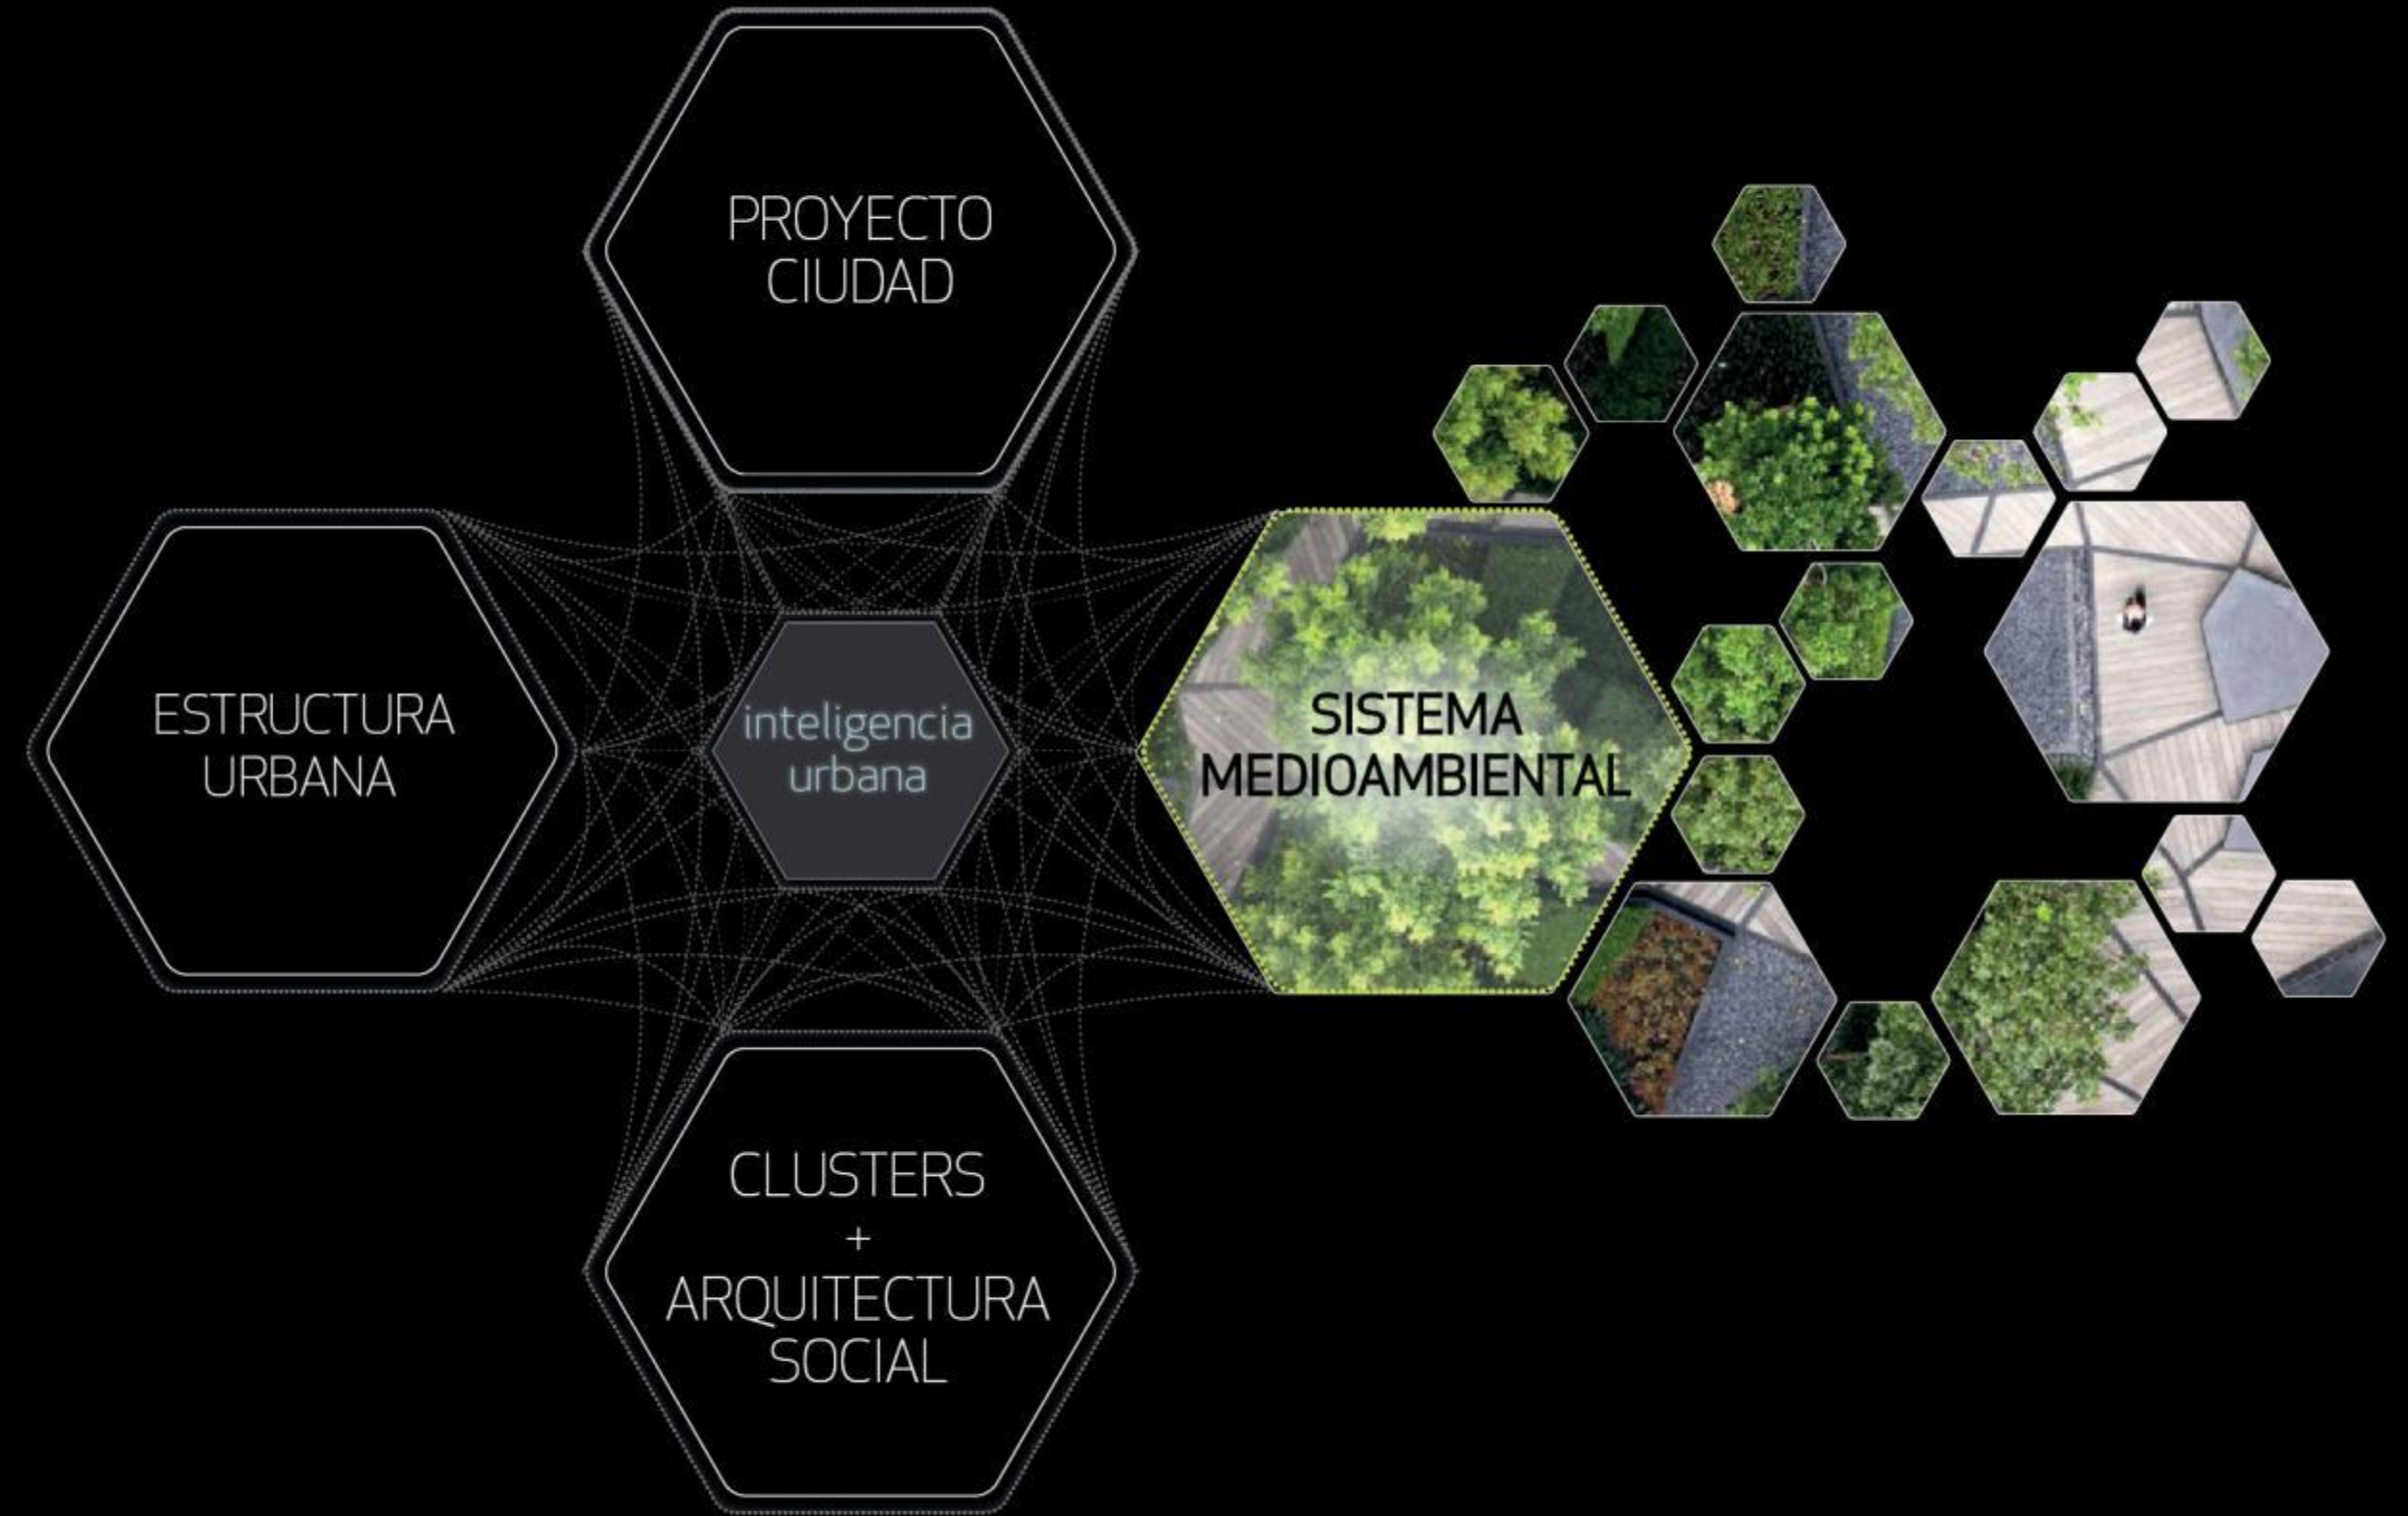 PROYECTO
CIUDAD
ESTRUCTURA
URBANA
inteligencia
urbana
SISTEMA
MEDIOAMBIENTAL
CLUSTERS
+
ARQUITECTURA
SOCIAL